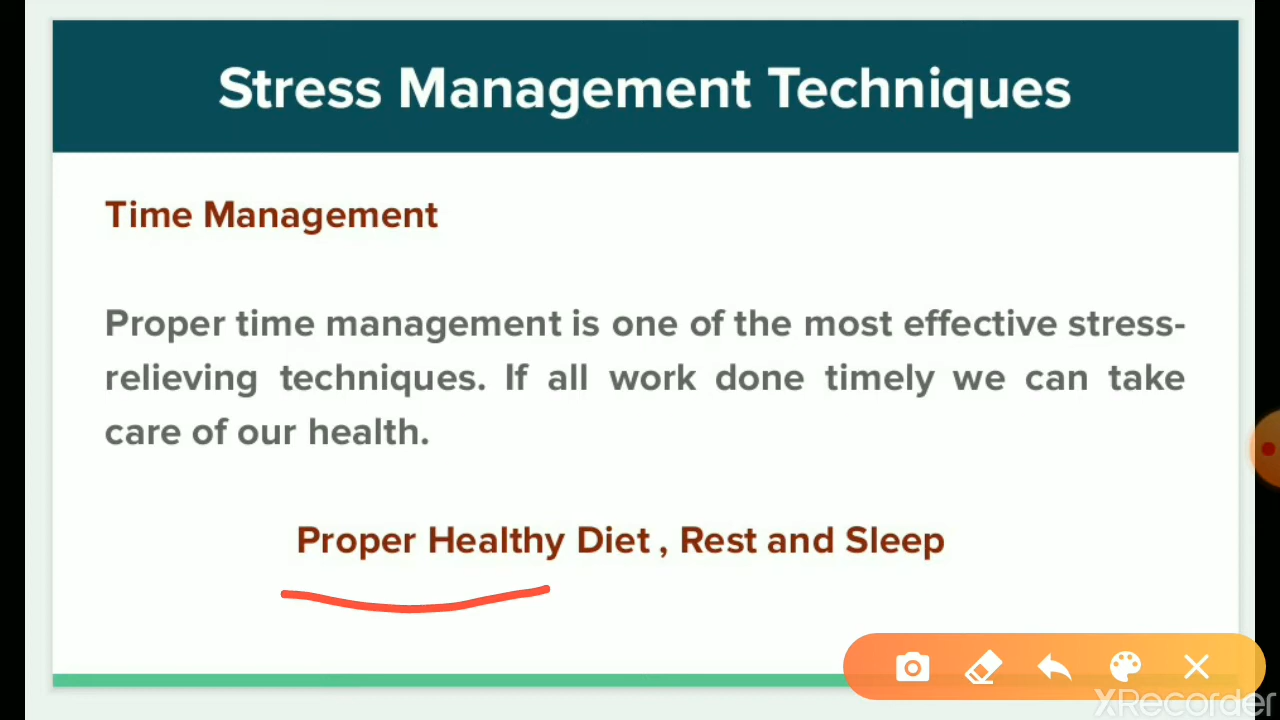 Stress Management Techniques
Time Management
Proper time management is one of the most effective stress-
relieving techniques. If all work done timely we can take
care of our health.
Proper Healthy Diet , Rest and Sleep
XRecorder